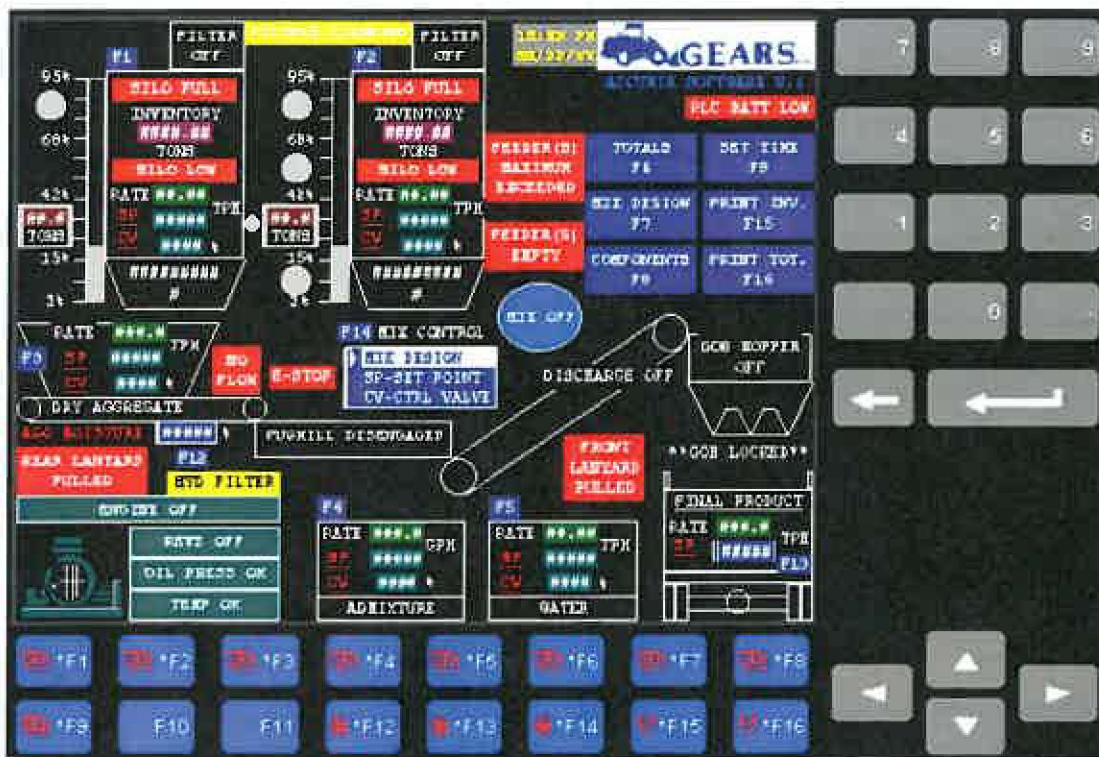 F1
FILTER
OFF
F2
FILTER
OFF
GEARS
PLC BATT LOW
95%
68%
42%
15%
SILO FULL
INVENTORY
####.##
TONS
SILO LOW
RATE ##.##
TPH
SP #####
CV #### %
##.#
TONS
#########
#
95%
68%
42%
15%
SILO FULL
INVENTORY
####.##
TONS
SILO LOW
RATE ##.##
TPH
SP #####
CV #### %
##.#
TONS
#########
#
FEEDER(S)
MAXIMUM
EXCEEDED
FEEDER(S)
EMPTY
TOTALS
F6
SET TIME
F9
MIX DESIGN
F7
PRINT INV.
F15
COMPONENTS
F8
PRINT TOT.
F16
MIX OFF
F3
RATE ###.#
TPH
SP #####
CV ####
NO
FLOW
E-STOP
F14 MIX CONTROL
MIX DESIGN
SP-SET POINT
CV-CTRL VALVE
DISCHARGE OFF
GOB HOPPER
OFF
DRY AGGREGATE
AGG MOISTURE ##### %
F12
PUGMILL DISENGAGED
REAR LANYARD
PULLED
HYD FILTER
FRONT
LANYARD
PULLED
**GOB LOCKED**
ENGINE OFF
KEY OFF
OIL PRESS OK
TEMP OK
F4
RATE ###.#
GPH
SP #####
CV #### %
ADMIXTURE
F5
RATE ##.##
TPH
SP #####
CV #### %
WATER
FINAL PRODUCT
RATE ###.#
TPH
SP #####
F13
7 8 9
4 5 6
1 2 3
0 .
*F1 *F2 *F3 *F4 *F5 *F6 *F7 *F8
*F9 F10 F11 *F12 *F13 *F14 *F15 *F16